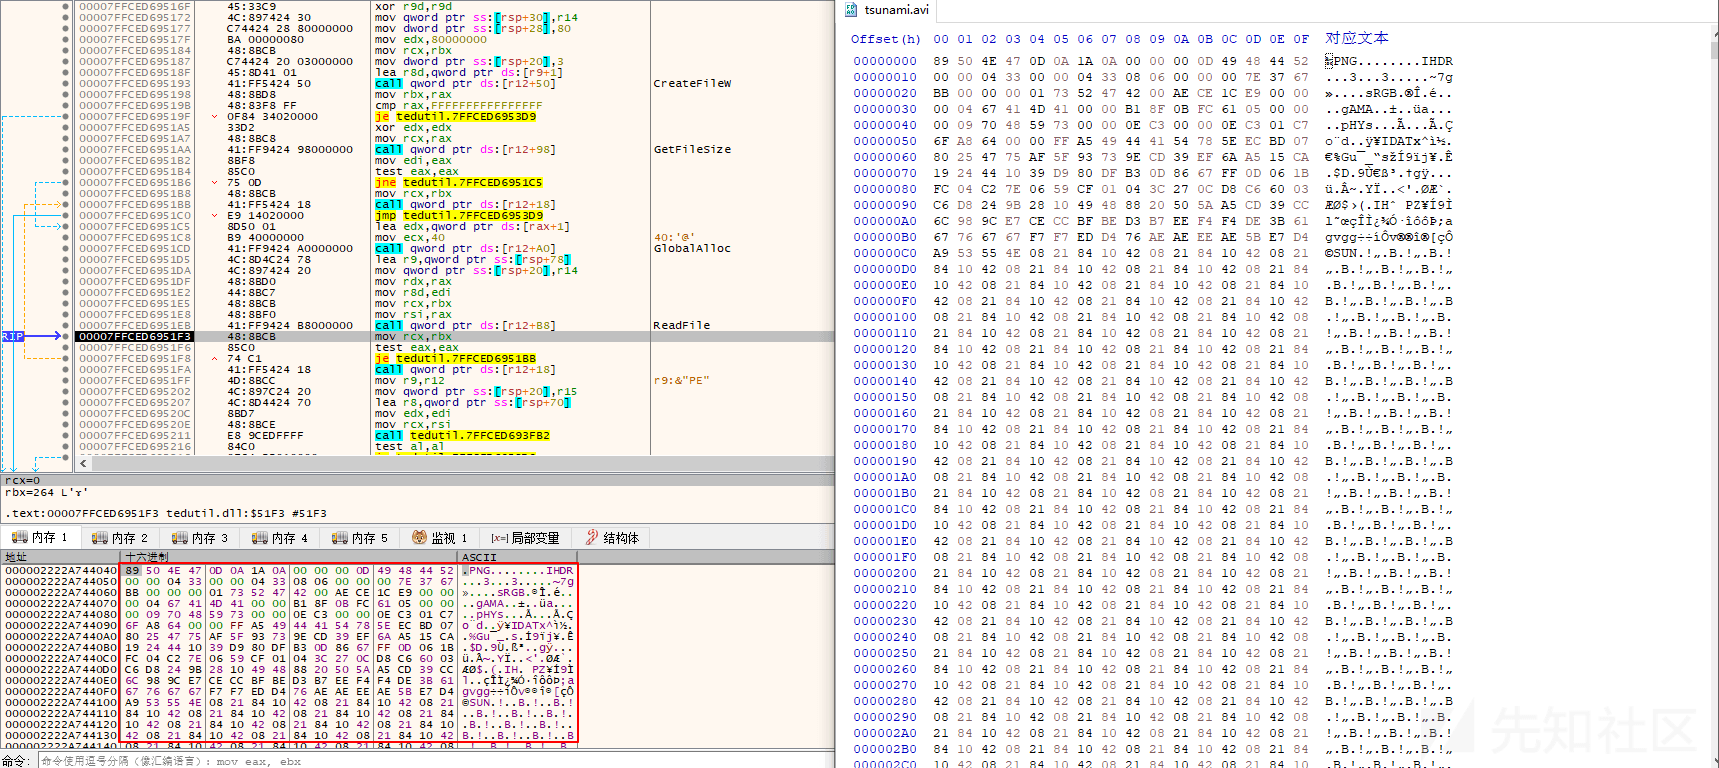 00007FFCED69516F 45:33C9 xor r9d,r9d
00007FFCED695172 4C:897424 30 mov qword ptr ss:[rsp+30],r14
00007FFCED695177 C74424 28 80000000 mov dword ptr ss:[rsp+28],80
00007FFCED69517F BA 00000080 mov edx,80000000
00007FFCED695184 48:8BCB mov rcx,rbx
00007FFCED695187 C74424 20 03000000 mov dword ptr ss:[rsp+20],3
00007FFCED69518F 45:8D41 01 lea r8d,qword ptr ds:[r9+1]
00007FFCED695193 41:FF5424 50 call qword ptr ds:[r12+50] CreateFileW
00007FFCED695198 48:8BD8 mov rbx,rax
00007FFCED69519B 48:83F8 FF cmp rax,FFFFFFFFFFFFFFFF
00007FFCED69519F 0F84 34020000 je tedutil.7FFCED6953D9
00007FFCED6951A5 33D2 xor edx,edx
00007FFCED6951A7 48:8BC8 mov rcx,rax
00007FFCED6951AA 41:FF9424 98000000 call qword ptr ds:[r12+98] GetFileSize
00007FFCED6951B2 8BF8 mov edi,eax
00007FFCED6951B4 85C0 test eax,eax
00007FFCED6951B6 75 0D jne tedutil.7FFCED6951C5
00007FFCED6951B8 48:8BCB mov rcx,rbx
00007FFCED6951BB 41:FF5424 18 call qword ptr ds:[r12+18]
00007FFCED6951C0 E9 14020000 jmp tedutil.7FFCED6953D9
00007FFCED6951C5 8D50 01 lea edx,qword ptr ds:[rax+1]
00007FFCED6951C8 B9 40000000 mov ecx,40 40:'@'
00007FFCED6951CD 41:FF9424 A0000000 call qword ptr ds:[r12+A0] GlobalAlloc
00007FFCED6951D5 4C:8D4C24 78 lea r9,qword ptr ss:[rsp+78]
00007FFCED6951DA 4C:897424 20 mov qword ptr ss:[rsp+20],r14
00007FFCED6951DF 48:8BD0 mov rdx,rax
00007FFCED6951E2 44:8BC7 mov r8d,edi
00007FFCED6951E5 48:8BCB mov rcx,rbx
00007FFCED6951E8 48:8BF0 mov rsi,rax
00007FFCED6951EB 41:FF9424 B8000000 call qword ptr ds:[r12+B8] ReadFile
RIP 00007FFCED6951F3 48:8BCB mov rcx,rbx
00007FFCED6951F6 85C0 test eax,eax
00007FFCED6951F8 74 C1 je tedutil.7FFCED6951BB
00007FFCED6951FA 41:FF5424 18 call qword ptr ds:[r12+18]
00007FFCED6951FF 4D:8BCC mov r9,r12 r9:&"PE"
00007FFCED695202 4C:897C24 20 mov qword ptr ss:[rsp+20],r15
00007FFCED695207 4C:8D4424 70 lea r8,qword ptr ss:[rsp+70]
00007FFCED69520C 8BD7 mov edx,edi
00007FFCED69520E 48:8BCE mov rcx,rsi
00007FFCED695211 E8 9CEDFFFF call tedutil.7FFCED693FB2
00007FFCED695216 84C0 test al,al
rcx=0
rbx=264 L'ɤ'
.text:00007FFCED6951F3 tedutil.dll:$51F3 #51F3
内存 1 内存 2 内存 3 内存 4 内存 5 监视 1 [x=]局部变量 结构体
地址 十六进制 ASCII
000002222A744040 89 50 4E 47 0D 0A 1A 0A 00 00 00 0D 49 48 44 52 .PNG........IHDR
000002222A744050 00 00 04 33 00 00 04 33 08 06 00 00 00 7E 37 67 ...3...3.....~7g
000002222A744060 BB 00 00 00 01 73 52 47 42 00 AE CE 1C E9 00 00 »....sRGB.®Î.é..
000002222A744070 00 04 67 41 4D 41 00 00 B1 8F 0B FC 61 05 00 00 ..gAMA..±..üa...
000002222A744080 00 09 70 48 59 73 00 00 0E C3 00 00 0E C3 01 C7 ..pHYs...Ã...Ã.Ç
000002222A744090 6F A8 64 00 00 FF A5 49 44 41 54 78 5E EC BD 07 o¨d..ÿ¥IDATx^ì½.
000002222A7440A0 80 25 47 75 AF 5F 93 73 9E CD 39 EF 6A A5 15 CA .%Gu¯_.s.Í9ïj¥.Ê
000002222A7440B0 19 24 44 10 39 D9 80 DF B3 0D 86 67 FF 0D 06 1B .$D.9Ù.ß³..gÿ...
000002222A7440C0 FC 04 C2 7E 06 59 CF 01 04 3C 27 0C D8 C6 60 03 ü.Â~.YÏ..<'.ØÆ`.
000002222A7440D0 C6 D8 24 9B 28 10 49 48 88 20 50 5A A5 CD 39 CC ÆØ$.(.IH. PZ¥Í9Ì
000002222A7440E0 6C 98 9C E7 CE CC BF BE D3 B7 EE F4 F4 DE 3B 61 l..çÎÌ¿¾Ó·îôôÞ;a
000002222A7440F0 67 76 67 67 F7 F7 ED D4 76 AE AE EE AE 5B E7 D4 gvgg÷÷íÔv®®î®[çÔ
000002222A744100 A9 53 55 4E 08 21 84 10 42 08 21 84 10 42 08 21 ©SUN.!..B.!..B.!
000002222A744110 84 10 42 08 21 84 10 42 08 21 84 10 42 08 21 84 ..B.!..B.!..B.!.
000002222A744120 10 42 08 21 84 10 42 08 21 84 10 42 08 21 84 10 .B.!..B.!..B.!..
000002222A744130 42 08 21 84 10 42 08 21 84 10 42 08 21 84 10 42 B.!..B.!..B.!..B
000002222A744140 08 21 84 10 42 08 21 84 10 42 08 21 84 10 42 08
命令: 命令使用逗号分隔（像汇编语言）: mov eax, ebx
tsunami.avi
Offset(h) 00 01 02 03 04 05 06 07 08 09 0A 0B 0C 0D 0E 0F 对应文本
00000000 89 50 4E 47 0D 0A 1A 0A 00 00 00 0D 49 48 44 52 ‰PNG........IHDR
00000010 00 00 04 33 00 00 04 33 08 06 00 00 00 7E 37 67 ...3...3.....~7g
00000020 BB 00 00 00 01 73 52 47 42 00 AE CE 1C E9 00 00 »....sRGB.®Î.é..
00000030 00 04 67 41 4D 41 00 00 B1 8F 0B FC 61 05 00 00 ..gAMA..±..üa...
00000040 00 09 70 48 59 73 00 00 0E C3 00 00 0E C3 01 C7 ..pHYs...Ã...Ã.Ç
00000050 6F A8 64 00 00 FF A5 49 44 41 54 78 5E EC BD 07 o¨d..ÿ¥IDATx^ì½.
00000060 80 25 47 75 AF 5F 93 73 9E CD 39 EF 6A A5 15 CA €%Gu¯_“sžÍ9ïj¥.Ê
00000070 19 24 44 10 39 D9 80 DF B3 0D 86 67 FF 0D 06 1B .$D.9Ù€ß³.†gÿ...
00000080 FC 04 C2 7E 06 59 CF 01 04 3C 27 0C D8 C6 60 03 ü.Â~.YÏ..<'.ØÆ`.
00000090 C6 D8 24 9B 28 10 49 48 88 20 50 5A A5 CD 39 CC ÆØ$›(.IHˆ PZ¥Í9Ì
000000A0 6C 98 9C E7 CE CC BF BE D3 B7 EE F4 F4 DE 3B 61 l˜œçÎÌ¿¾Ó·îôôÞ;a
000000B0 67 76 67 67 F7 F7 ED D4 76 AE AE EE AE 5B E7 D4 gvgg÷÷íÔv®®î®[çÔ
000000C0 A9 53 55 4E 08 21 84 10 42 08 21 84 10 42 08 21 ©SUN.!„.B.!„.B.!
000000D0 84 10 42 08 21 84 10 42 08 21 84 10 42 08 21 84 „.B.!„.B.!„.B.!„
000000E0 10 42 08 21 84 10 42 08 21 84 10 42 08 21 84 10 .B.!„.B.!„.B.!„.
000000F0 42 08 21 84 10 42 08 21 84 10 42 08 21 84 10 42 B.!„.B.!„.B.!„.B
00000100 08 21 84 10 42 08 21 84 10 42 08 21 84 10 42 08 .!„.B.!„.B.!„.B.
00000110 21 84 10 42 08 21 84 10 42 08 21 84 10 42 08 21 !„.B.!„.B.!„.B.!
00000120 84 10 42 08 21 84 10 42 08 21 84 10 42 08 21 84 „.B.!„.B.!„.B.!„
00000130 10 42 08 21 84 10 42 08 21 84 10 42 08 21 84 10 .B.!„.B.!„.B.!„.
00000140 42 08 21 84 10 42 08 21 84 10 42 08 21 84 10 42 B.!„.B.!„.B.!„.B
00000150 08 21 84 10 42 08 21 84 10 42 08 21 84 10 42 08 .!„.B.!„.B.!„.B.
00000160 21 84 10 42 08 21 84 10 42 08 21 84 10 42 08 21 !„.B.!„.B.!„.B.!
00000170 84 10 42 08 21 84 10 42 08 21 84 10 42 08 21 84 „.B.!„.B.!„.B.!„
00000180 10 42 08 21 84 10 42 08 21 84 10 42 08 21 84 10 .B.!„.B.!„.B.!„.
00000190 42 08 21 84 10 42 08 21 84 10 42 08 21 84 10 42 B.!„.B.!„.B.!„.B
000001A0 08 21 84 10 42 08 21 84 10 42 08 21 84 10 42 08 .!„.B.!„.B.!„.B.
000001B0 21 84 10 42 08 21 84 10 42 08 21 84 10 42 08 21 !„.B.!„.B.!„.B.!
000001C0 84 10 42 08 21 84 10 42 08 21 84 10 42 08 21 84 „.B.!„.B.!„.B.!„
000001D0 10 42 08 21 84 10 42 08 21 84 10 42 08 21 84 10 .B.!„.B.!„.B.!„.
000001E0 42 08 21 84 10 42 08 21 84 10 42 08 21 84 10 42 B.!„.B.!„.B.!„.B
000001F0 08 21 84 10 42 08 21 84 10 42 08 21 84 10 42 08 .!„.B.!„.B.!„.B.
00000200 21 84 10 42 08 21 84 10 42 08 21 84 10 42 08 21 !„.B.!„.B.!„.B.!
00000210 84 10 42 08 21 84 10 42 08 21 84 10 42 08 21 84 „.B.!„.B.!„.B.!„
00000220 10 42 08 21 84 10 42 08 21 84 10 42 08 21 84 10 .B.!„.B.!„.B.!„.
00000230 42 08 21 84 10 42 08 21 84 10 42 08 21 84 10 42 B.!„.B.!„.B.!„.B
00000240 08 21 84 10 42 08 21 84 10 42 08 21 84 10 42 08 .!„.B.!„.B.!„.B.
00000250 21 84 10 42 08 21 84 10 42 08 21 84 10 42 08 21 !„.B.!„.B.!„.B.!
00000260 84 10 42 08 21 84 10 42 08 21 84 10 42 08 21 84 „.B.!„.B.!„.B.!„
00000270 10 42 08 21 84 10 42 08 21 84 10 42 08 21 84 10 .B.!„.B.!„.B.!„.
00000280 42 08 21 84 10 42 08 21 84 10 42 08 21 84 10 42 B.!„.B.!„.B.!„.B
00000290 08 21 84 10 42 08 21 84 10 42 08 21 84 10 42 08 .!„.B.!„.B.!„.B.
000002A0 21 84 10 42 08 21 84 10 42 08 21 84 10 42 08 21 !„.B.!„.B.!„.B.!
000002B0 84 10 42 08 21 84 10 42 08 21 84 10 42 08 21 84 „.B.!„.B.!„.B.!„
000002C0 10 42 08 21 84 10 42 08 21 84 10 42 08 21 84 10 .B.!„.B.!„.B.!„.
先知社区